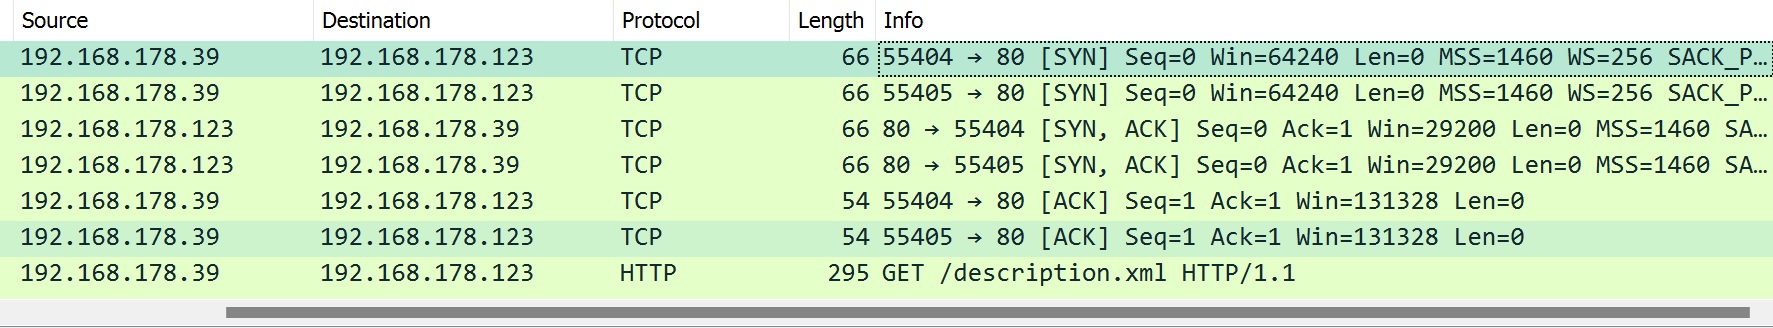 Source Destination Protocol Length Info
192.168.178.39 192.168.178.123 TCP 66 55404 → 80 [SYN] Seq=0 Win=64240 Len=0 MSS=1460 WS=256 SACK_P…
192.168.178.39 192.168.178.123 TCP 66 55405 → 80 [SYN] Seq=0 Win=64240 Len=0 MSS=1460 WS=256 SACK_P…
192.168.178.123 192.168.178.39 TCP 66 80 → 55404 [SYN, ACK] Seq=0 Ack=1 Win=29200 Len=0 MSS=1460 SA…
192.168.178.123 192.168.178.39 TCP 66 80 → 55405 [SYN, ACK] Seq=0 Ack=1 Win=29200 Len=0 MSS=1460 SA…
192.168.178.39 192.168.178.123 TCP 54 55404 → 80 [ACK] Seq=1 Ack=1 Win=131328 Len=0
192.168.178.39 192.168.178.123 TCP 54 55405 → 80 [ACK] Seq=1 Ack=1 Win=131328 Len=0
192.168.178.39 192.168.178.123 HTTP 295 GET /description.xml HTTP/1.1